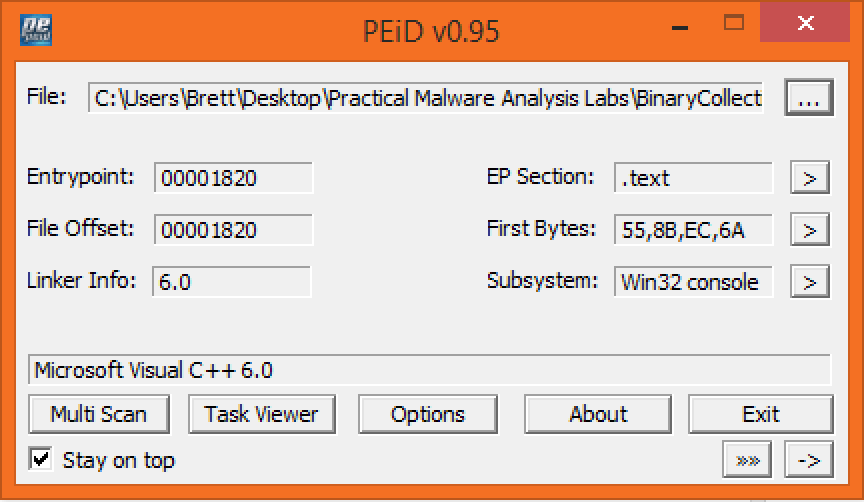 PEiD v0.95
File: C:\Users\Brett\Desktop\Practical Malware Analysis Labs\BinaryCollect ...
Entrypoint: 00001820 EP Section: .text >
File Offset: 00001820 First Bytes: 55,8B,EC,6A >
Linker Info: 6.0 Subsystem: Win32 console >
Microsoft Visual C++ 6.0
Multi Scan Task Viewer Options About Exit
Stay on top »» ->